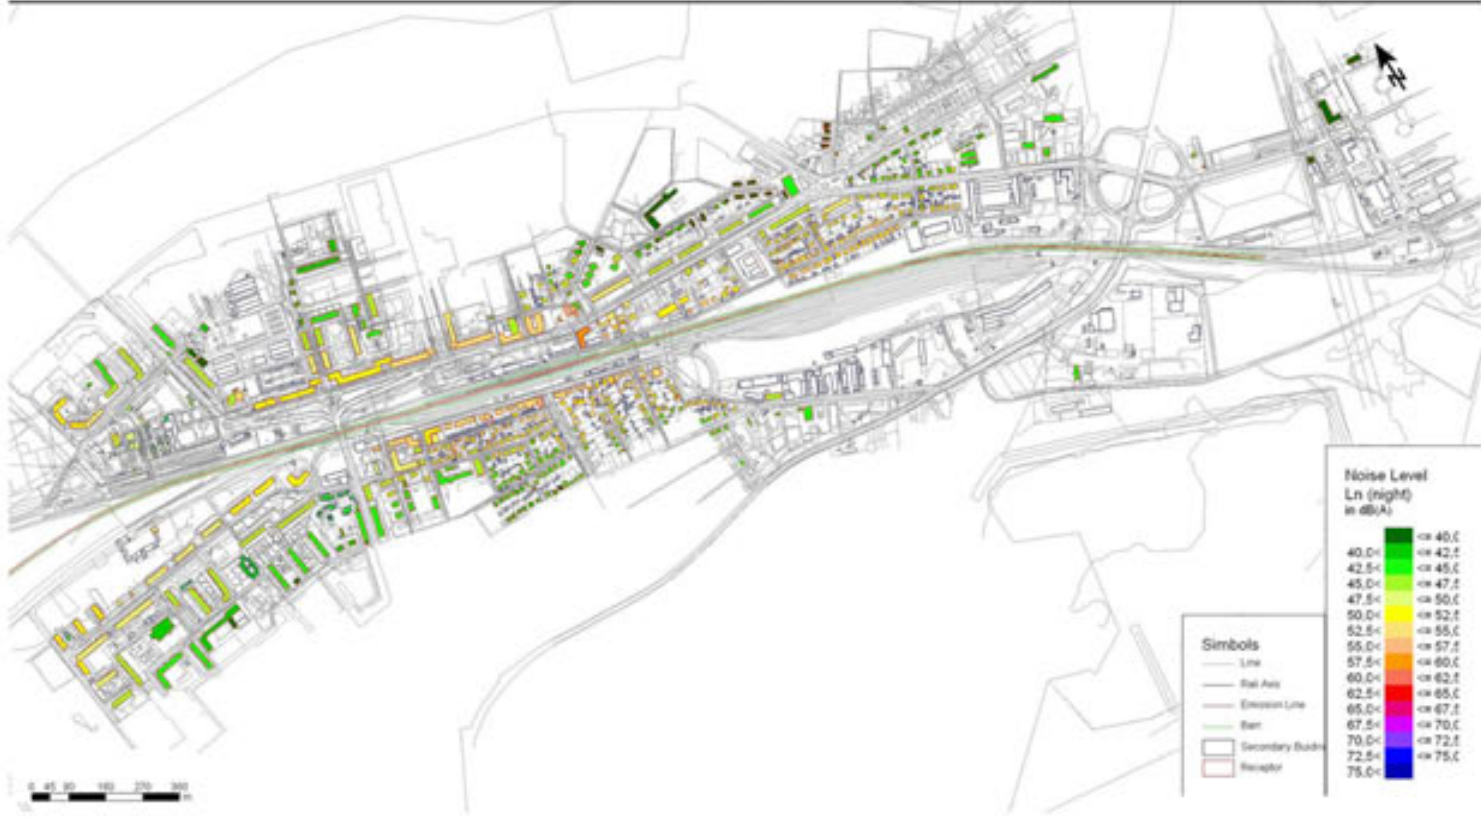 N
Noise Level
Ln (night)
in dB(A)
<= 40,0
40,0< <= 42,5
42,5< <= 45,0
45,0< <= 47,5
47,5< <= 50,0
50,0< <= 52,5
52,5< <= 55,0
55,0< <= 57,5
57,5< <= 60,0
60,0< <= 62,5
62,5< <= 65,0
65,0< <= 67,5
67,5< <= 70,0
70,0< <= 72,5
72,5< <= 75,0
75,0<
Simbols
Line
Rail Axis
Emission Line
Barr
Secondary Buidn
Receptor
0 45 90 180 270 360
m